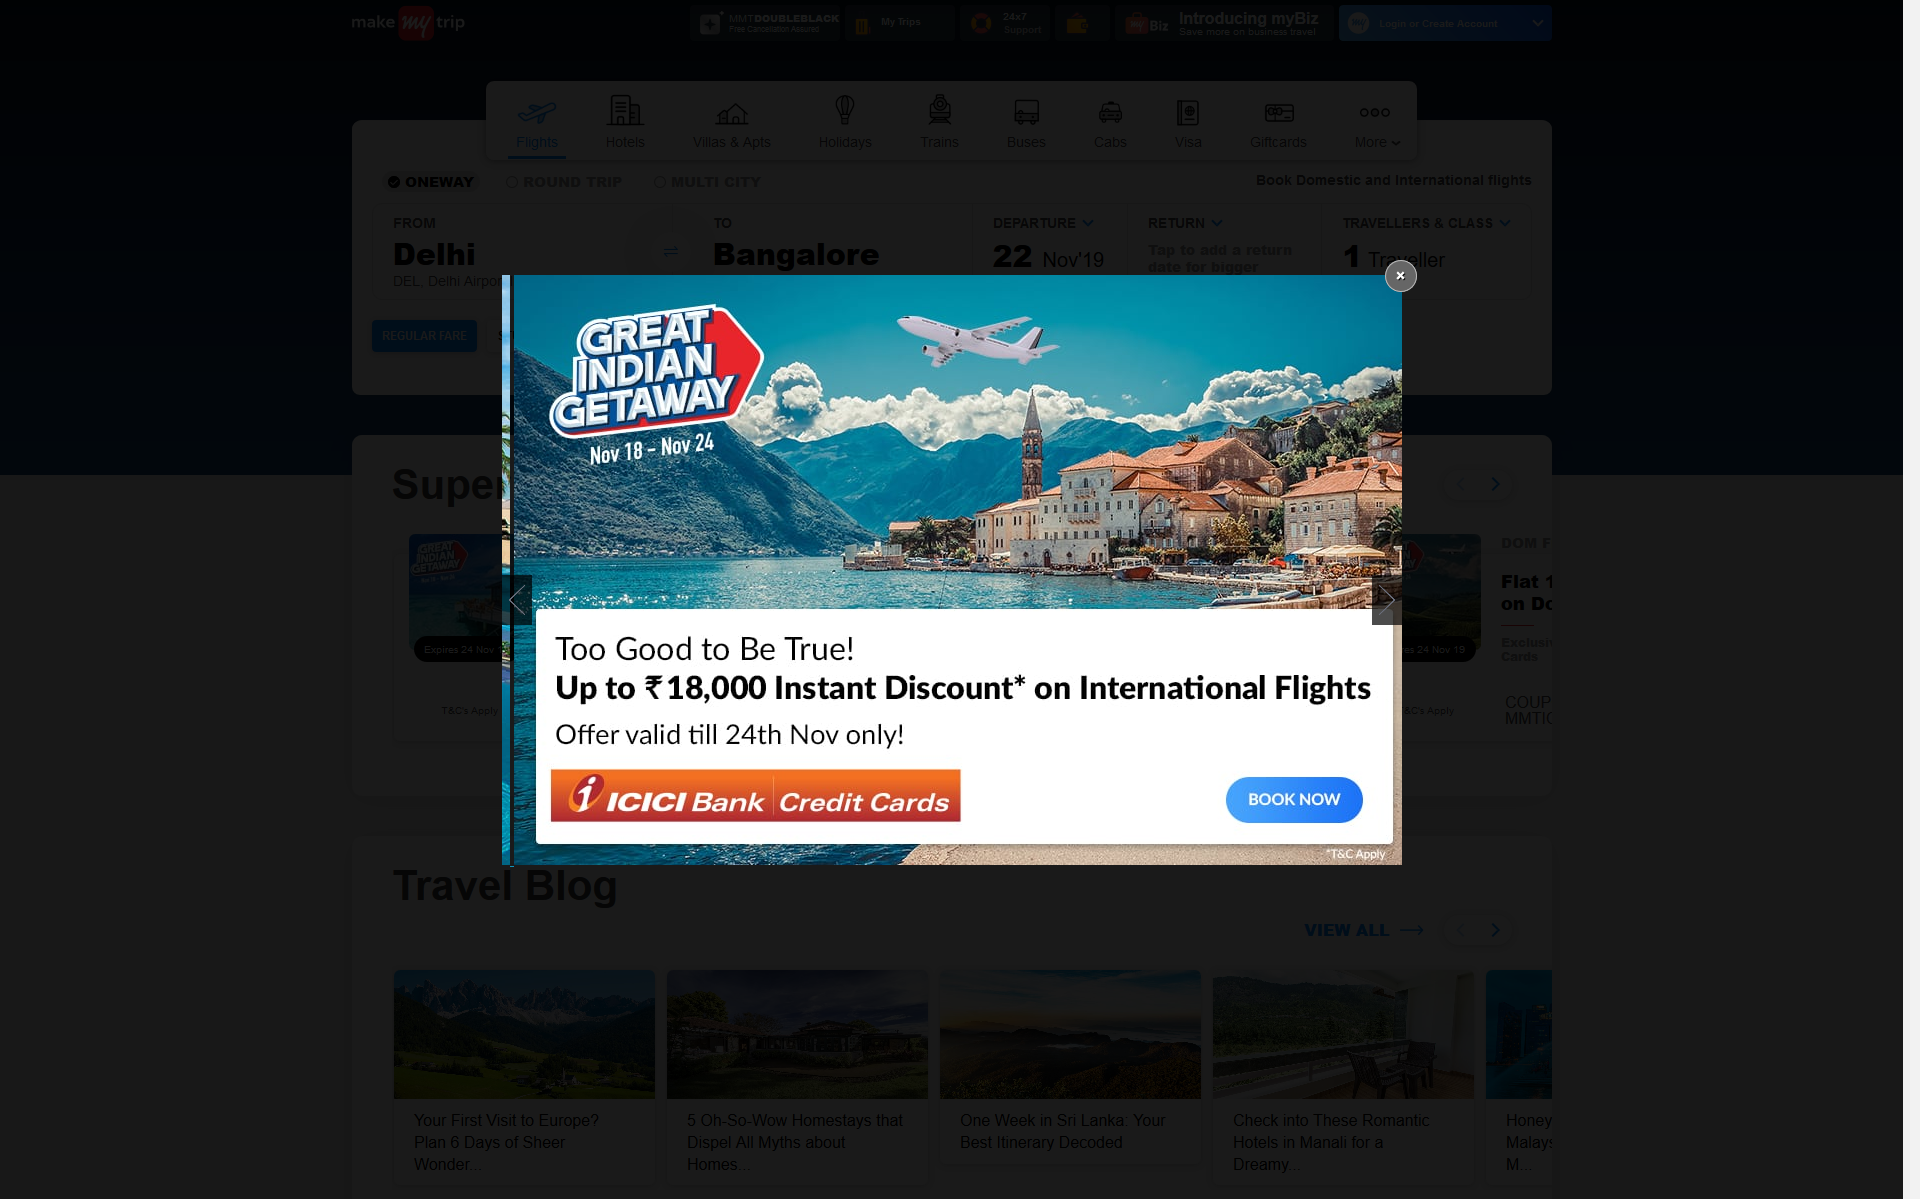 make my trip
MMTDOUBLEBLACK
Free Cancellation Assured
My Trips
24x7
Support
my Biz
Introducing myBiz
Save more on business travel
my
Login or Create Account
Flights
Hotels
Villas & Apts
Holidays
Trains
Buses
Cabs
Visa
Giftcards
More
ONEWAY
ROUND TRIP
MULTI CITY
Book Domestic and International flights
FROM
Delhi
DEL, Delhi Airpor
TO
Bangalore
DEPARTURE
22 Nov'19
RETURN
Tap to add a return
date for bigger
TRAVELLERS & CLASS
1 Traveller
REGULAR FARE
×
GREAT
INDIAN
GETAWAY
Nov 18 - Nov 24
Too Good to Be True!
Up to ₹18,000 Instant Discount* on International Flights
Offer valid till 24th Nov only!
ICICI Bank Credit Cards
BOOK NOW
*T&C Apply
Super
GREAT
INDIAN
GETAWAY
Expires 24 Nov
T&C's Apply
es 24 Nov 19
&C's Apply
DOM F
Flat 1
on Do
Exclusi
Cards
COUP
MMTIC
Travel Blog
VIEW ALL
Your First Visit to Europe?
Plan 6 Days of Sheer
Wonder...
5 Oh-So-Wow Homestays that
Dispel All Myths about
Homes...
One Week in Sri Lanka: Your
Best Itinerary Decoded
Check into These Romantic
Hotels in Manali for a
Dreamy...
Honey
Malays
M...